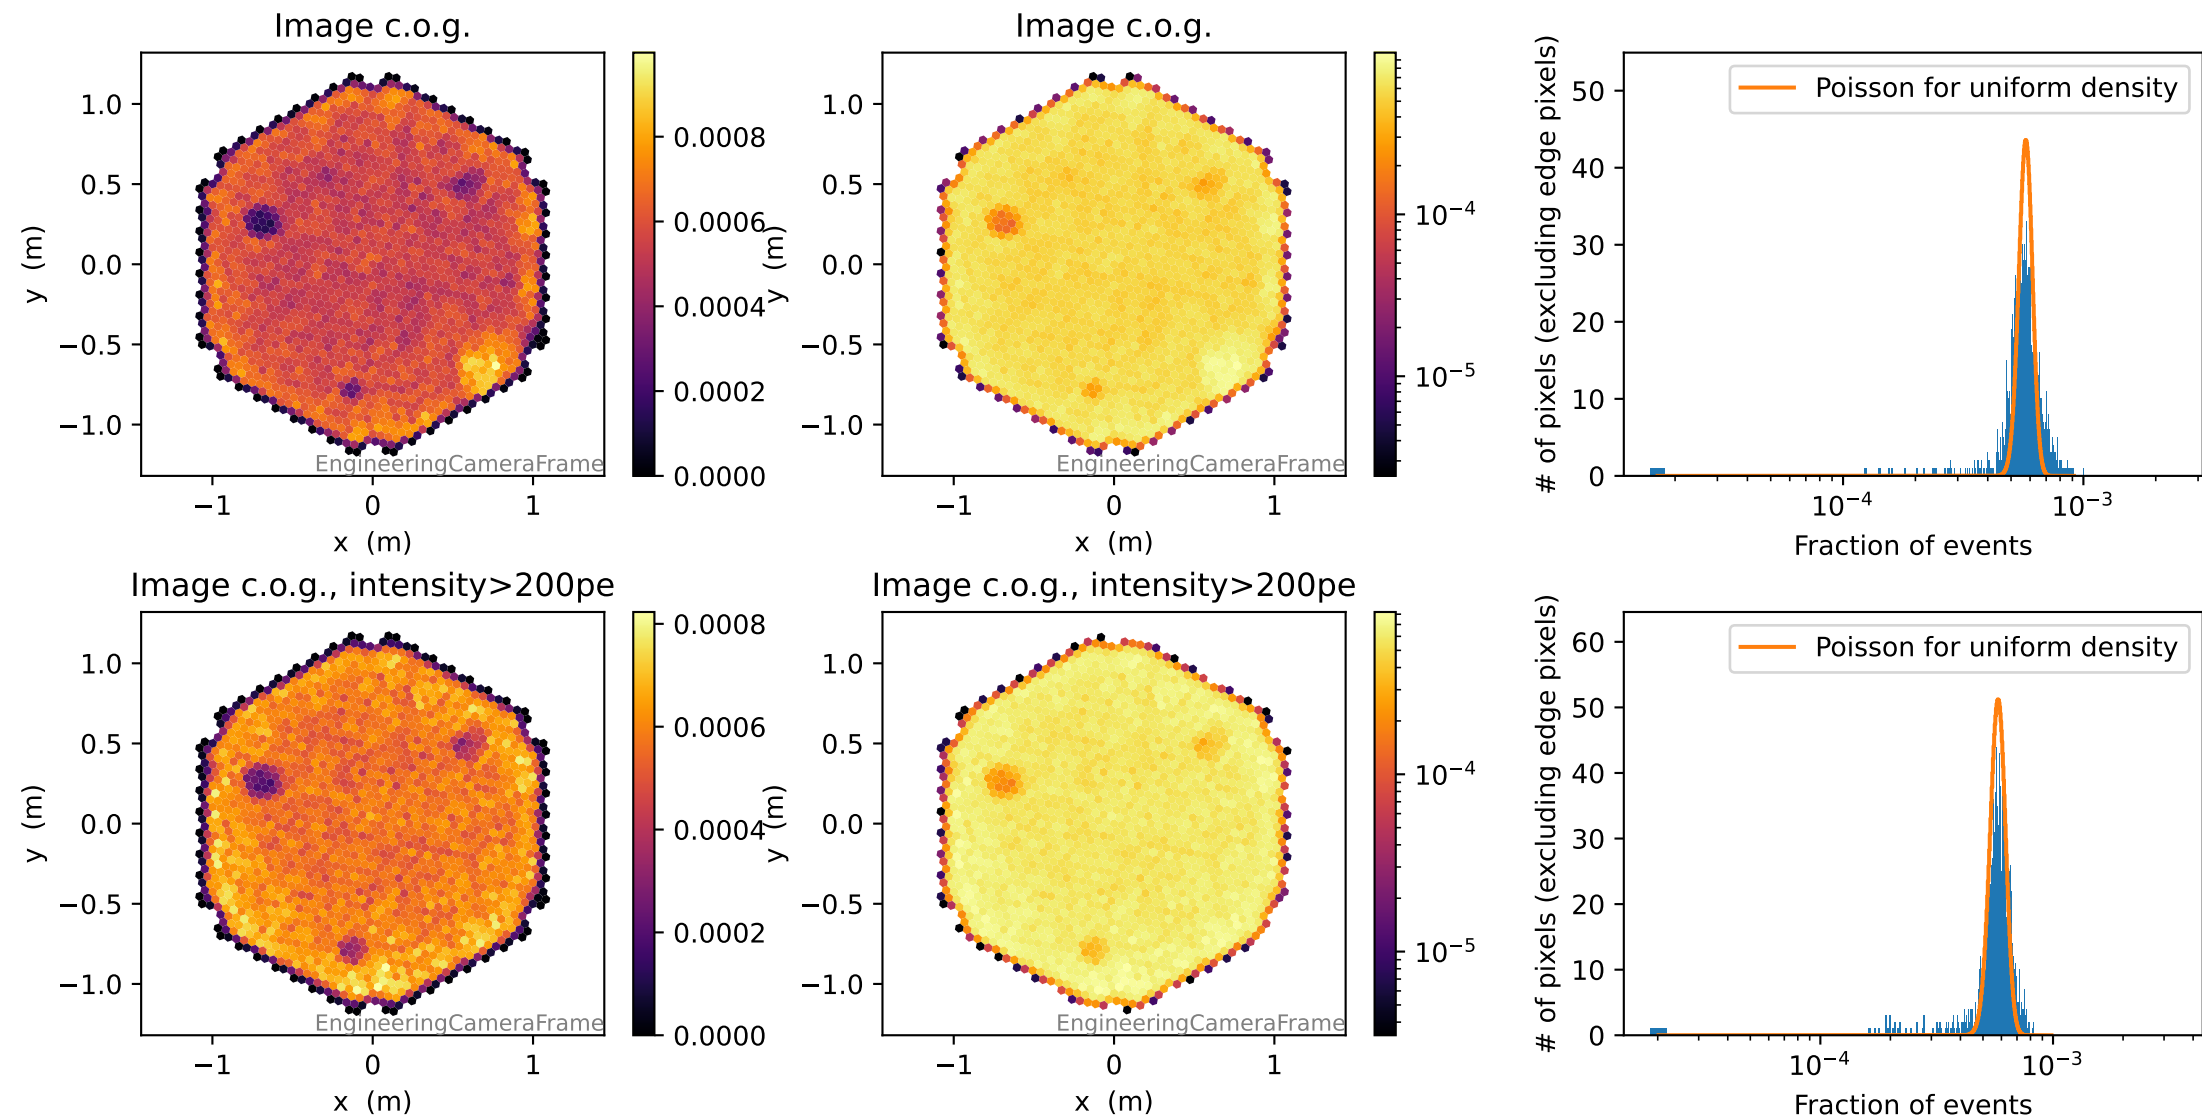 Image c.o.g.
y (m)
1.0
0.5
0.0
−0.5
−1.0
−1 0 1
x (m)
EngineeringCameraFrame
0.0008
0.0006
0.0004
0.0002
0.0000
Image c.o.g.
y (m)
1.0
0.5
0.0
−0.5
−1.0
−1 0 1
x (m)
EngineeringCameraFrame
10⁻⁴
10⁻⁵
# of pixels (excluding edge pixels)
50
40
30
20
10
0
Poisson for uniform density
10⁻⁴ 10⁻³
Fraction of events
Image c.o.g., intensity>200pe
y (m)
1.0
0.5
0.0
−0.5
−1.0
−1 0 1
x (m)
EngineeringCameraFrame
0.0008
0.0006
0.0004
0.0002
0.0000
Image c.o.g., intensity>200pe
y (m)
1.0
0.5
0.0
−0.5
−1.0
−1 0 1
x (m)
EngineeringCameraFrame
10⁻⁴
10⁻⁵
# of pixels (excluding edge pixels)
60
50
40
30
20
10
0
Poisson for uniform density
10⁻⁴ 10⁻³
Fraction of events